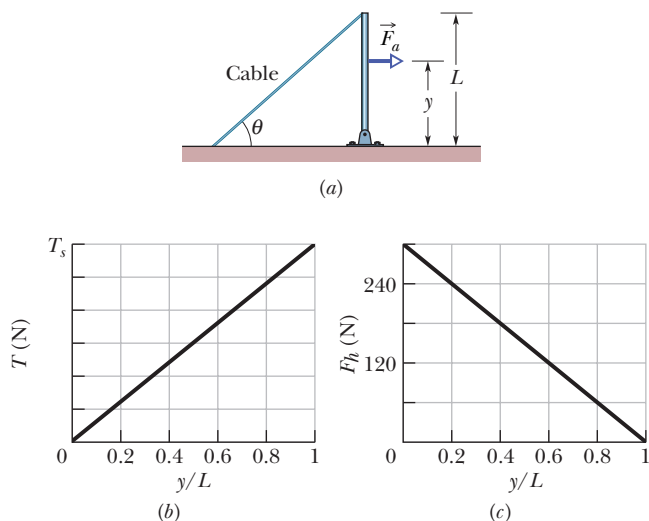 F⃗a
Cable
L
y
θ
(a)
Ts
T (N)
0 0.2 0.4 0.6 0.8 1
y/L
(b)
240
120
Fh (N)
0 0.2 0.4 0.6 0.8 1
y/L
(c)